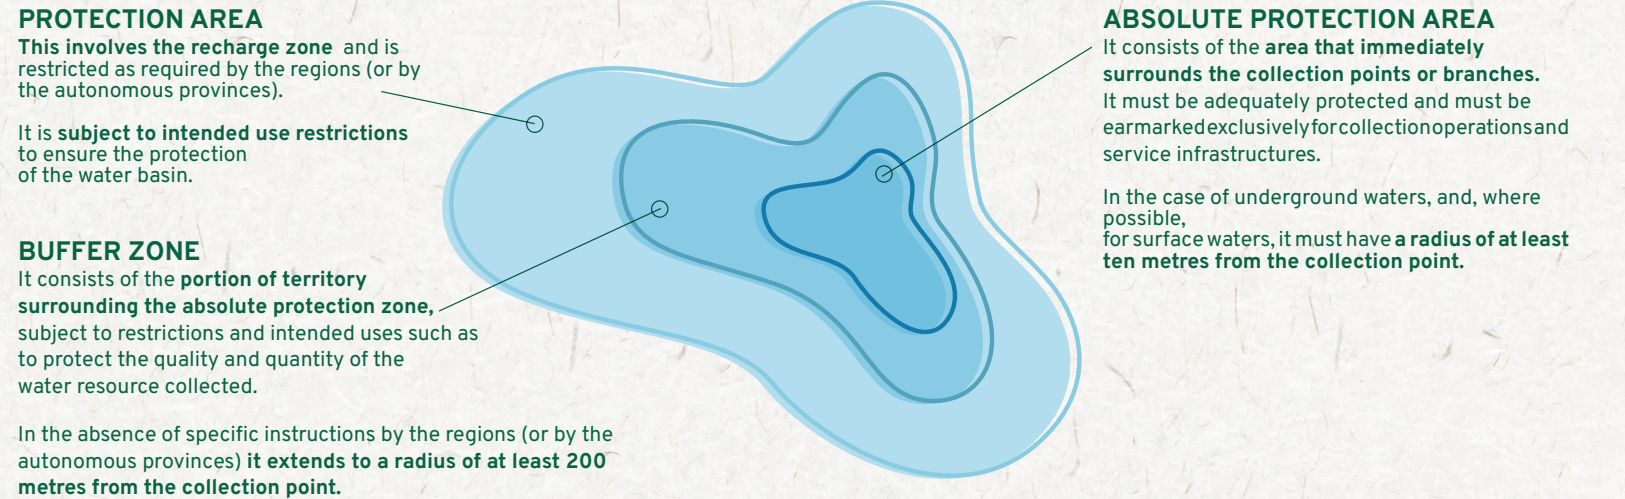 PROTECTION AREA
This involves the recharge zone and is
restricted as required by the regions (or by
the autonomous provinces).
It is subject to intended use restrictions
to ensure the protection
of the water basin.
BUFFER ZONE
It consists of the portion of territory
surrounding the absolute protection zone,
subject to restrictions and intended uses such as
to protect the quality and quantity of the
water resource collected.
In the absence of specific instructions by the regions (or by the
autonomous provinces) it extends to a radius of at least 200
metres from the collection point.
ABSOLUTE PROTECTION AREA
It consists of the area that immediately
surrounds the collection points or branches.
It must be adequately protected and must be
earmarked exclusively for collection operations and
service infrastructures.
In the case of underground waters, and, where
possible,
for surface waters, it must have a radius of at least
ten metres from the collection point.